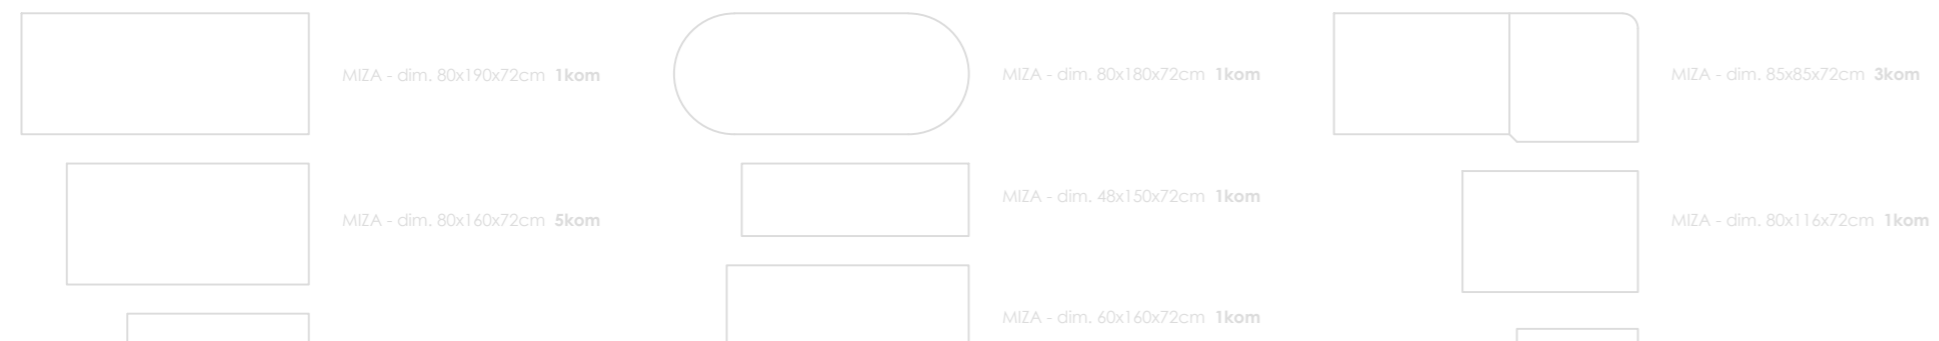 MIZA - dim. 80x190x72cm 1kom
MIZA - dim. 80x160x72cm 5kom
MIZA - dim. 80x180x72cm 1kom
MIZA - dim. 48x150x72cm 1kom
MIZA - dim. 60x160x72cm 1kom
MIZA - dim. 85x85x72cm 3kom
MIZA - dim. 80x116x72cm 1kom